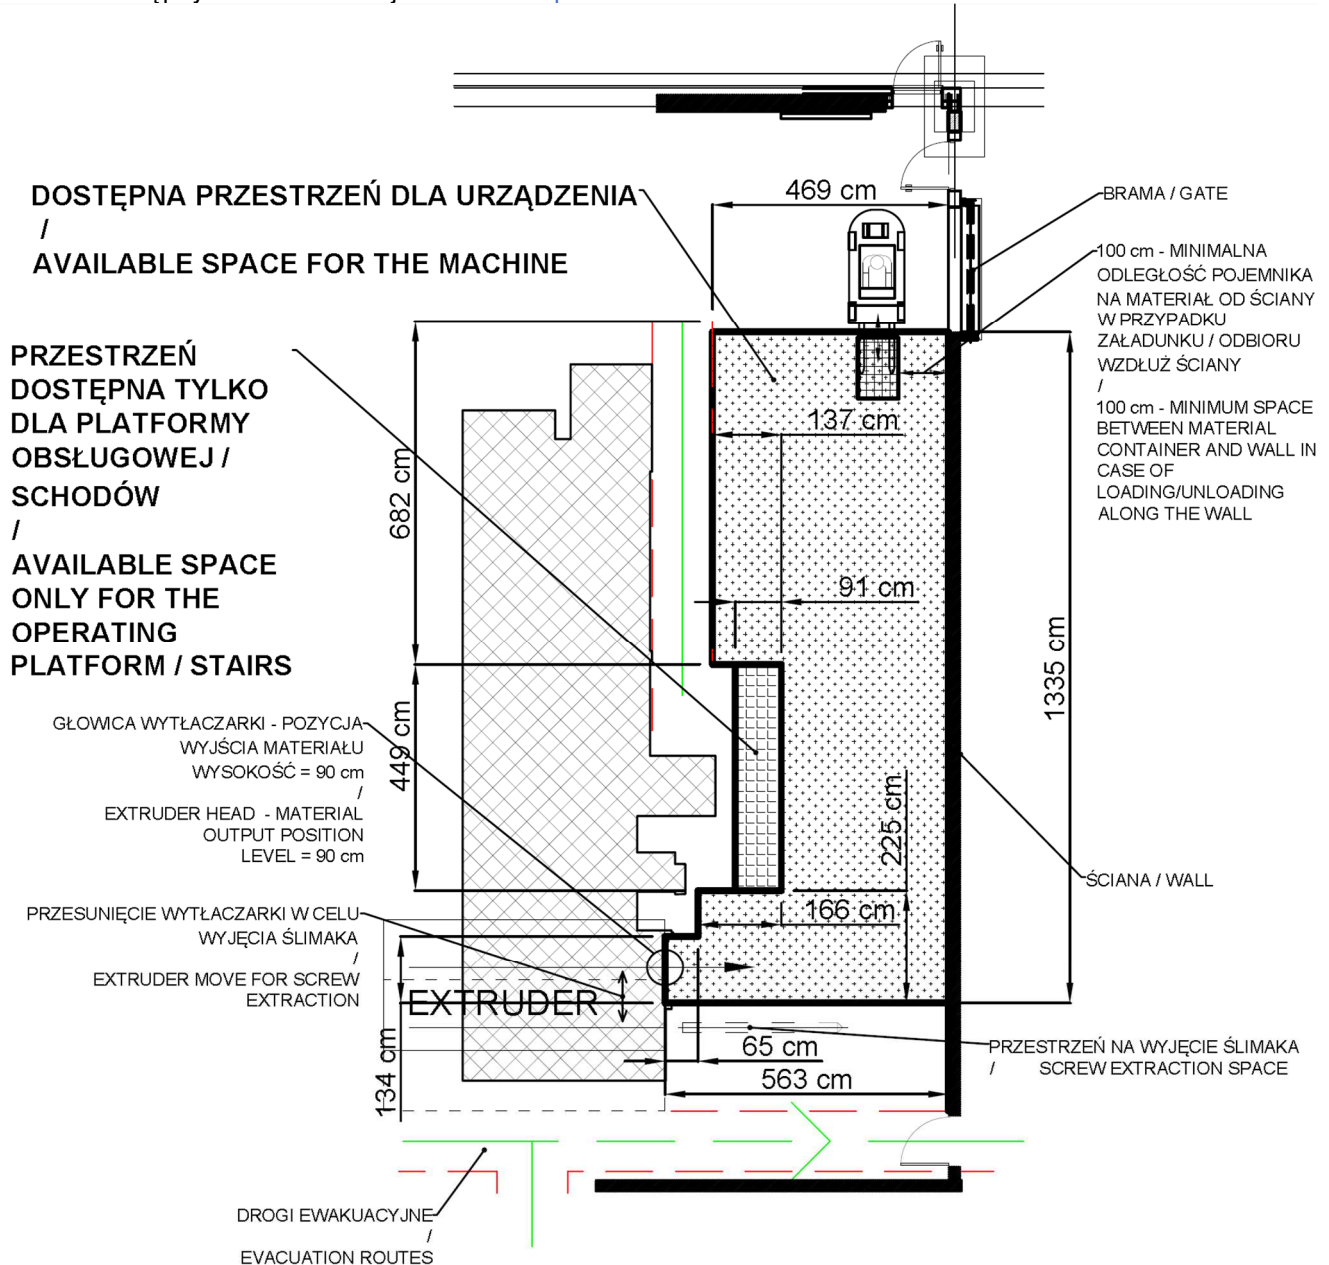 DOSTĘPNA PRZESTRZEŃ DLA URZĄDZENIA
/
AVAILABLE SPACE FOR THE MACHINE
469 cm
BRAMA / GATE
100 cm - MINIMALNA
ODLEGŁOŚĆ POJEMNIKA
NA MATERIAŁ OD ŚCIANY
W PRZYPADKU
ZAŁADUNKU / ODBIORU
WZDŁUŻ ŚCIANY
/
100 cm - MINIMUM SPACE
BETWEEN MATERIAL
CONTAINER AND WALL IN
CASE OF
LOADING/UNLOADING
ALONG THE WALL
PRZESTRZEŃ
DOSTĘPNA TYLKO
DLA PLATFORMY
OBSŁUGOWEJ /
SCHODÓW
/
AVAILABLE SPACE
ONLY FOR THE
OPERATING
PLATFORM / STAIRS
682 cm
137 cm
91 cm
1335 cm
GŁOWICA WYTŁACZARKI - POZYCJA
WYJŚCIA MATERIAŁU
WYSOKOŚĆ = 90 cm
/
EXTRUDER HEAD - MATERIAL
OUTPUT POSITION
LEVEL = 90 cm
449 cm
225 cm
ŚCIANA / WALL
166 cm
PRZESUNIĘCIE WYTŁACZARKI W CELU
WYJĘCIA ŚLIMAKA
/
EXTRUDER MOVE FOR SCREW
EXTRACTION
EXTRUDER
134 cm
65 cm
563 cm
PRZESTRZEŃ NA WYJĘCIE ŚLIMAKA
/ SCREW EXTRACTION SPACE
DROGI EWAKUACYJNE
/
EVACUATION ROUTES